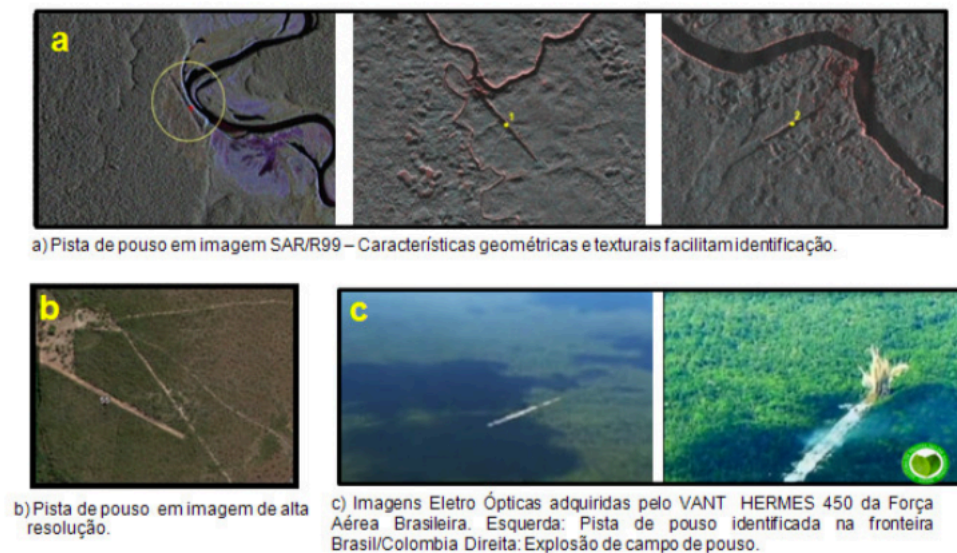 a
1
2
a) Pista de pouso em imagem SAR/R99 – Características geométricas e texturais facilitam identificação.
b
c
b) Pista de pouso em imagem de alta
resolução.
c) Imagens Eletro Ópticas adquiridas pelo VANT HERMES 450 da Força
Aérea Brasileira. Esquerda: Pista de pouso identificada na fronteira
Brasil/Colombia Direita: Explosão de campo de pouso.